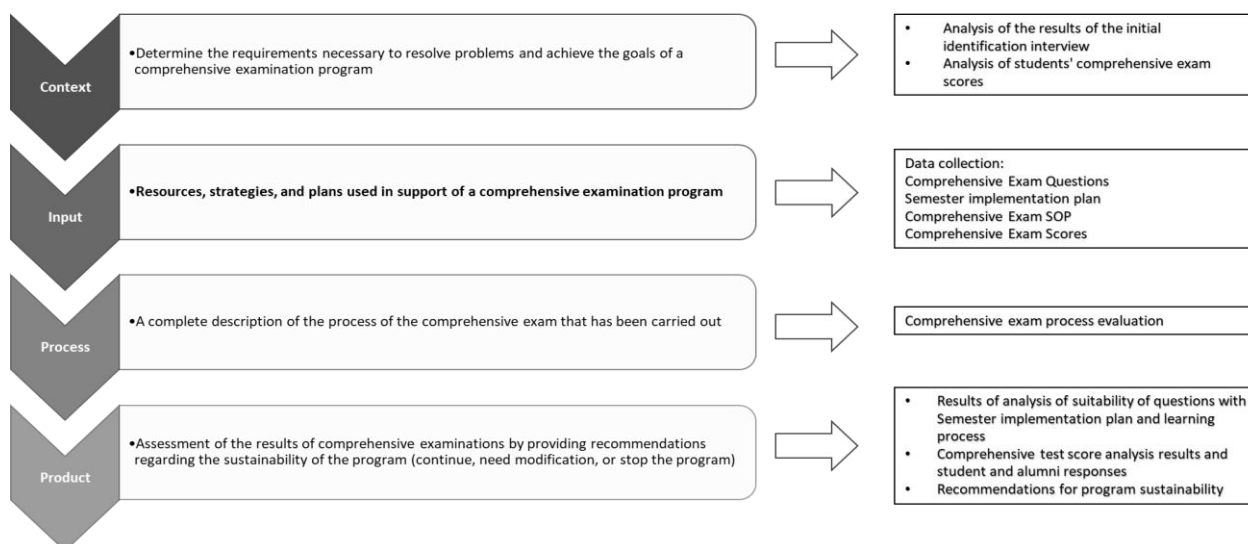 Context
•Determine the requirements necessary to resolve problems and achieve the goals of a
comprehensive examination program
• Analysis of the results of the initial
identification interview
• Analysis of students' comprehensive exam
scores
Input
•Resources, strategies, and plans used in support of a comprehensive examination program
Data collection:
Comprehensive Exam Questions
Semester implementation plan
Comprehensive Exam SOP
Comprehensive Exam Scores
Process
•A complete description of the process of the comprehensive exam that has been carried out
Comprehensive exam process evaluation
Product
•Assessment of the results of comprehensive examinations by providing recommendations
regarding the sustainability of the program (continue, need modification, or stop the program)
• Results of analysis of suitability of questions with
Semester implementation plan and learning
process
• Comprehensive test score analysis results and
student and alumni responses
• Recommendations for program sustainability